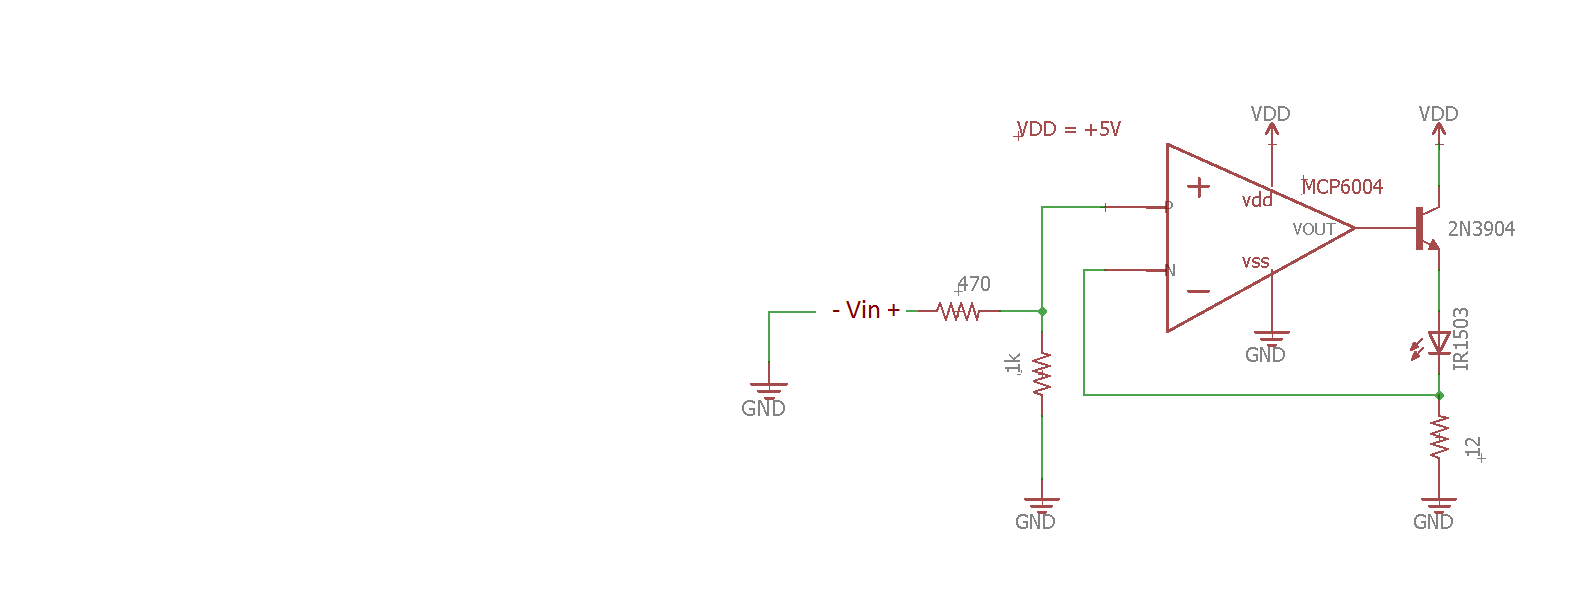 VDD
VDD
VDD = +5V
MCP6004
vdd
P
VOUT
2N3904
vss
N
470
- Vin +
IR1503
1k
GND
GND
12
GND
GND